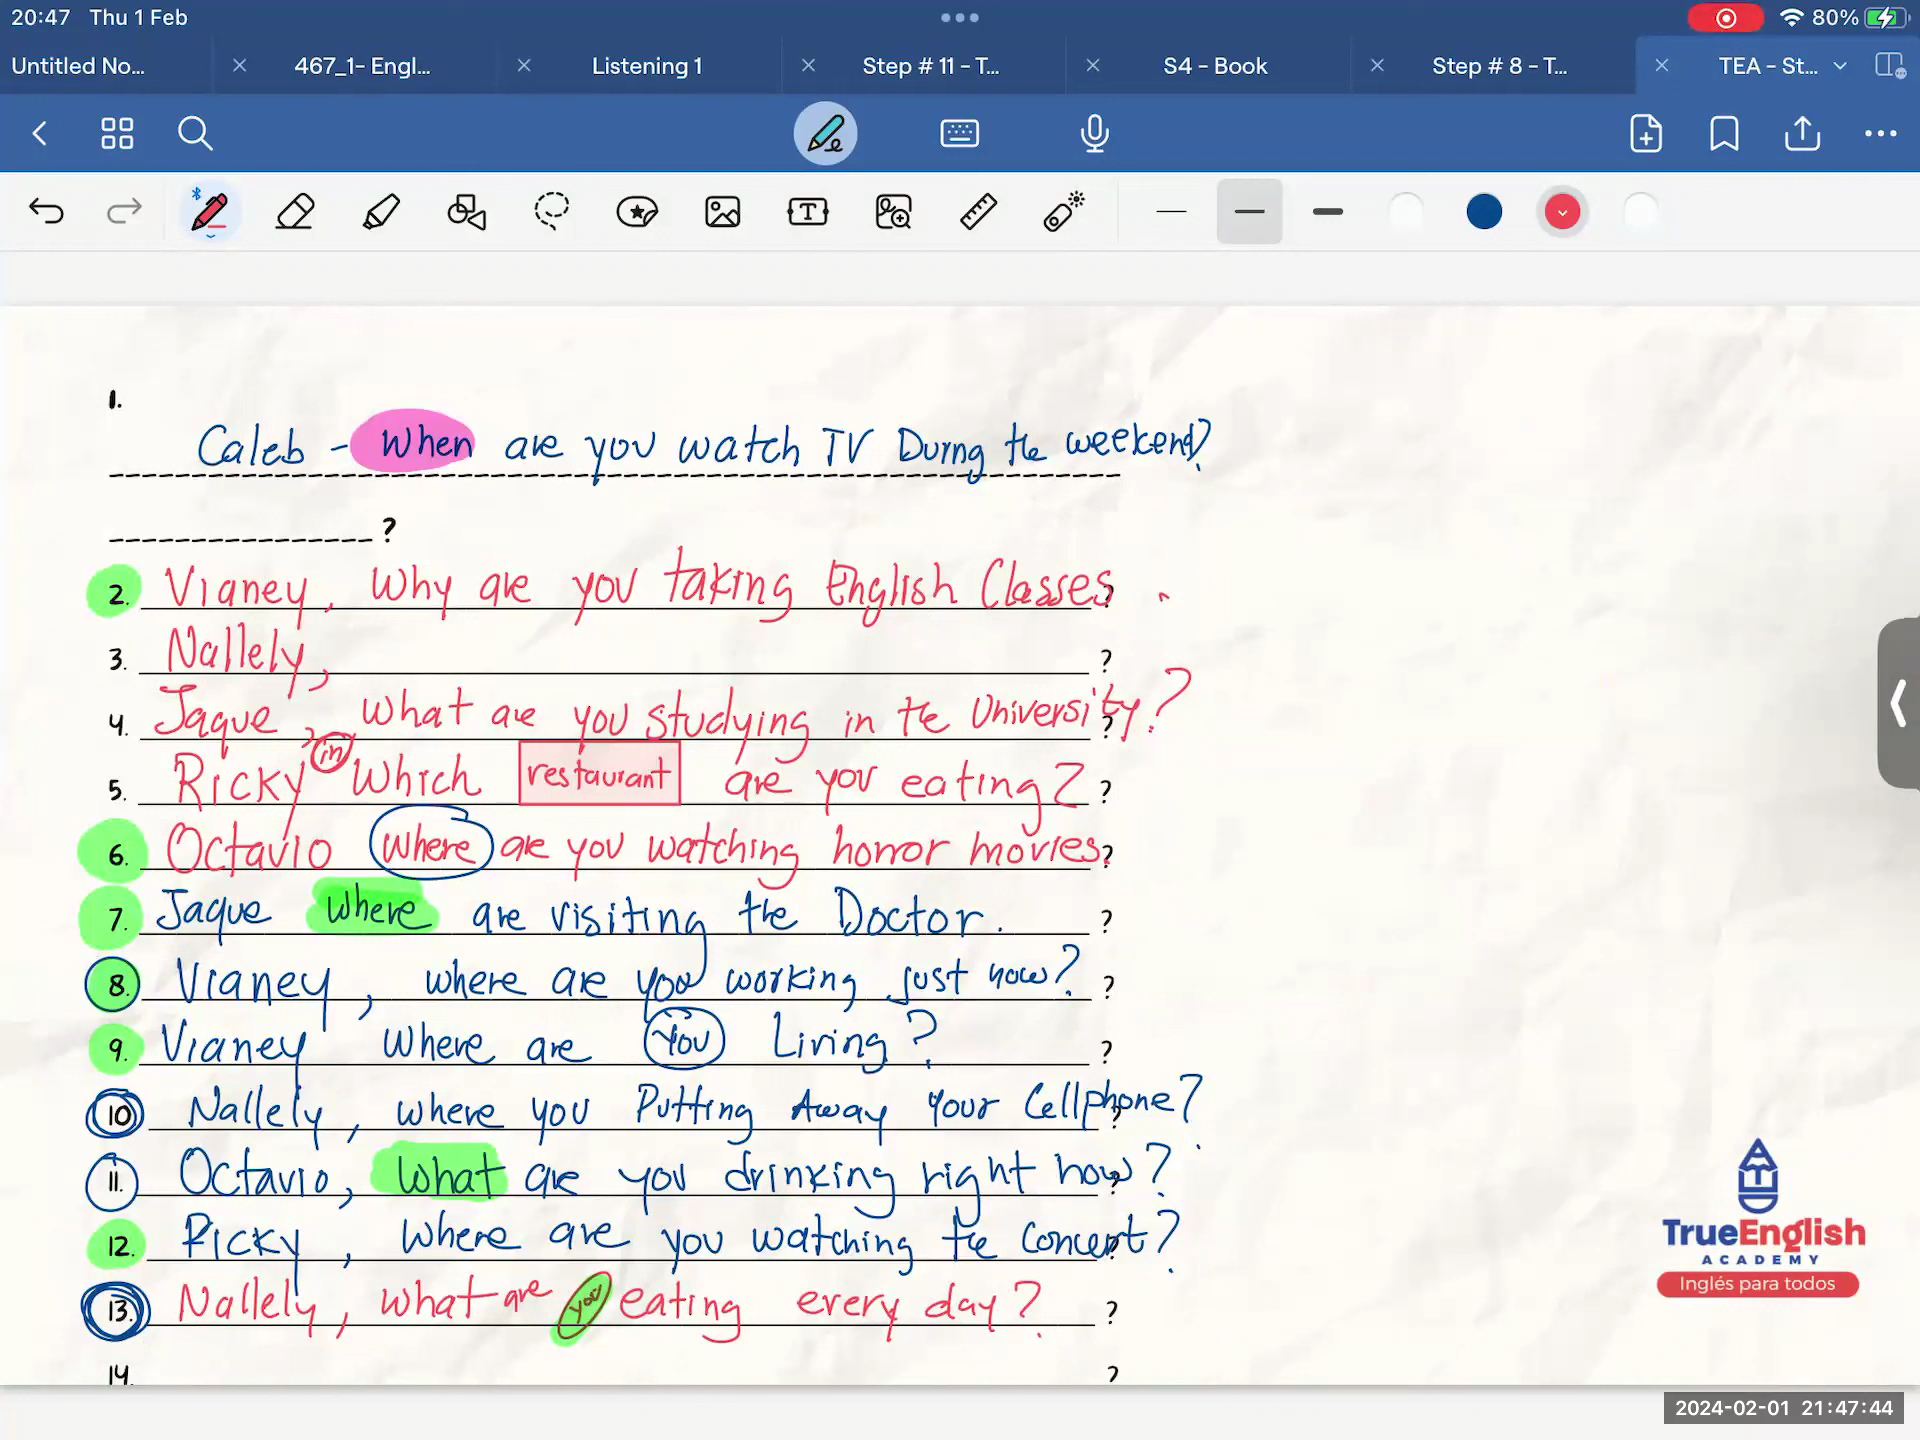 20:47 Thu 1 Feb 80%
Untitled No... 467_1- Engl... Listening 1 Step # 11 - T... S4 - Book Step # 8 - T... TEA - St...
1.
Caleb - When are you watch TV Durng the weekend?
________________ ?
2. Vianey, Why are you taking English Classes ?
3. Nallely, ?
4. Jaque, What are you studying in the University? ?
5. Ricky in Which restaurant are you eating? ?
6. Octavio where are you watching horror movies. ?
7. Jaque where are visiting the Doctor. ?
8. Vianey, where are you working just now? ?
9. Vianey where are you Living? ?
10 Nallely, where you Putting Away your Cellphone? ?
11. Octavio, what are you drinking right now? ?
12. Ricky, where are you watching the concert? ?
13. Nallely, what are you eating every day? ?
14. ?
TrueEnglish
ACADEMY
Inglés para todos
2024-02-01 21:47:44